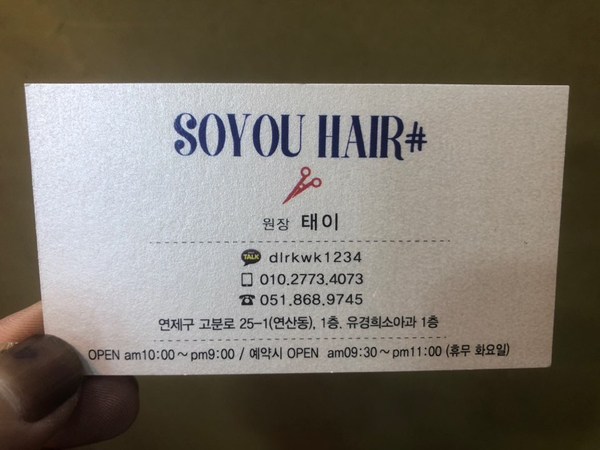 SOYOU HAIR#
원장 태이
TALK dlrkwk1234
010.2773.4073
051.868.9745
연제구 고분로 25-1(연산동), 1층. 유경희소아과 1층
OPEN am10:00~pm9:00 / 예약시 OPEN am09:30~pm11:00 (휴무 화요일)